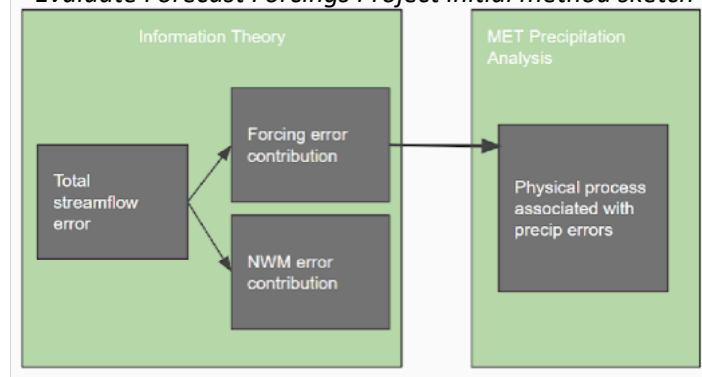 Evaluate Forecast Forcings Project initial method sketch
Information Theory
MET Precipitation
Analysis
Forcing error
contribution
Total
streamflow
error
NWM error
contribution
Physical process
associated with
precip errors